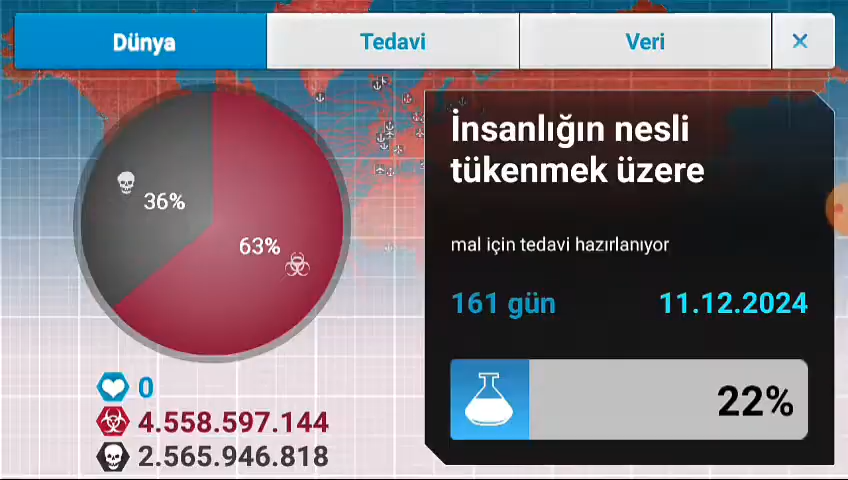 Dünya
Tedavi
Veri
36%
63%
0
4.558.597.144
2.565.946.818
İnsanlığın nesli
tükenmek üzere
mal için tedavi hazırlanıyor
161 gün
11.12.2024
22%